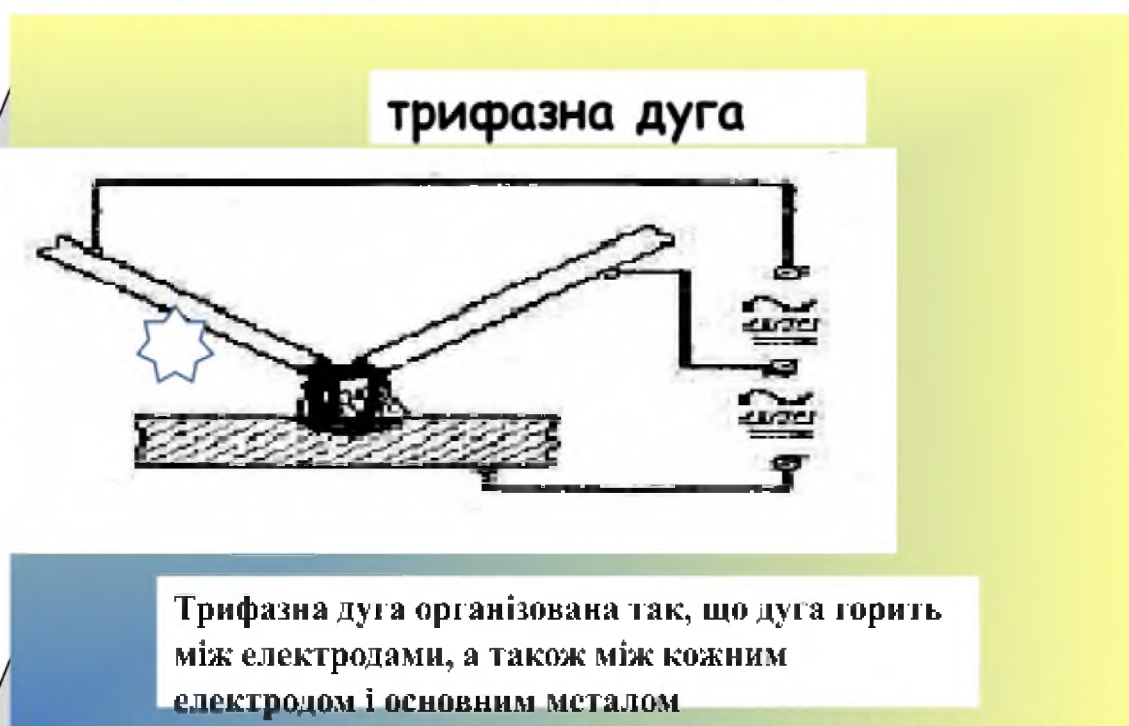 трифазна дуга
Трифазна дуга організована так, що дуга горить
між електродами, а також між кожним
електродом і основним металом